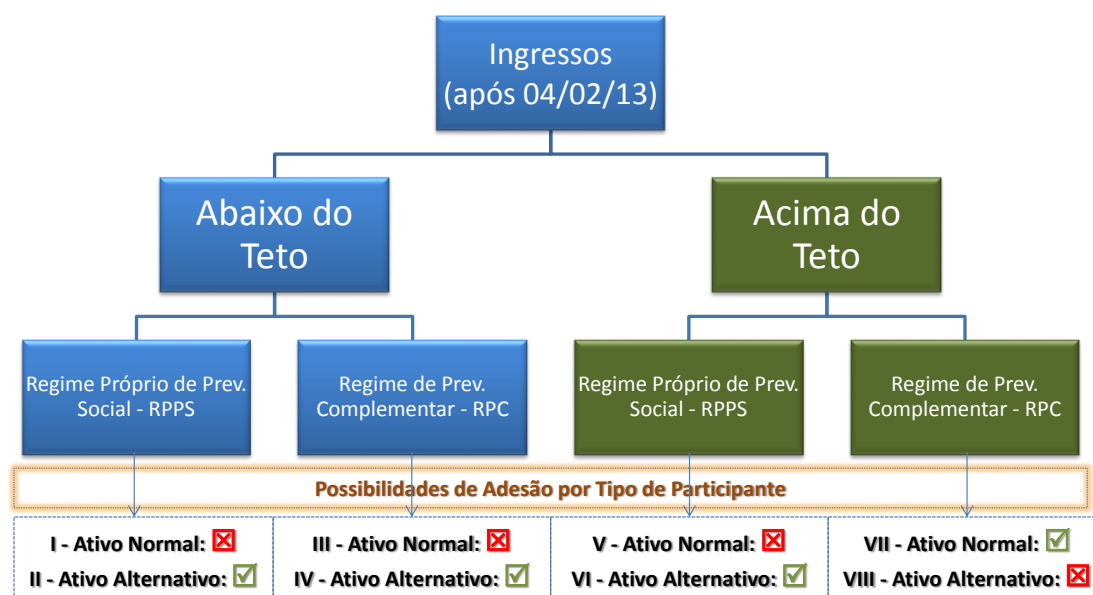 Ingressos
(após 04/02/13)
Abaixo do
Teto
Acima do
Teto
Regime Próprio de Prev.
Social - RPPS
Regime de Prev.
Complementar - RPC
Regime Próprio de Prev.
Social - RPPS
Regime de Prev.
Complementar - RPC
Possibilidades de Adesão por Tipo de Participante
I - Ativo Normal: ☒
II - Ativo Alternativo: ☑
III - Ativo Normal: ☒
IV - Ativo Alternativo: ☑
V - Ativo Normal: ☒
VI - Ativo Alternativo: ☑
VII - Ativo Normal: ☑
VIII - Ativo Alternativo: ☒